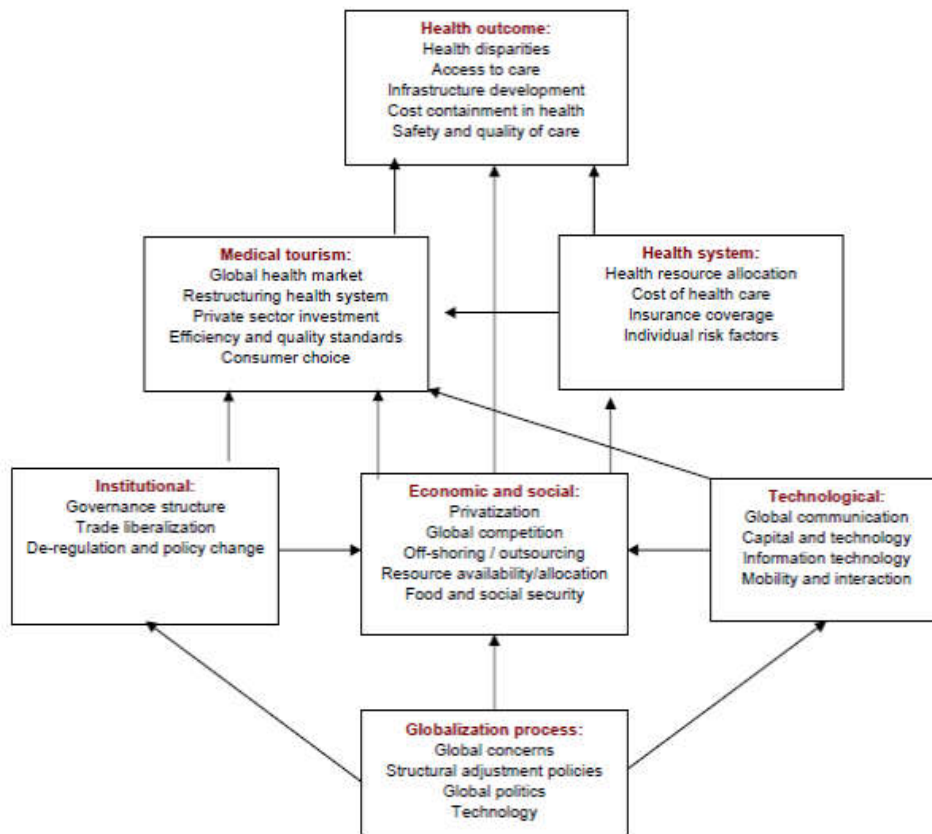 Health outcome:
Health disparities
Access to care
Infrastructure development
Cost containment in health
Safety and quality of care
Medical tourism:
Global health market
Restructuring health system
Private sector investment
Efficiency and quality standards
Consumer choice
Health system:
Health resource allocation
Cost of health care
Insurance coverage
Individual risk factors
Institutional:
Governance structure
Trade liberalization
De-regulation and policy change
Economic and social:
Privatization
Global competition
Off-shoring / outsourcing
Resource availability/allocation
Food and social security
Technological:
Global communication
Capital and technology
Information technology
Mobility and interaction
Globalization process:
Global concerns
Structural adjustment policies
Global politics
Technology